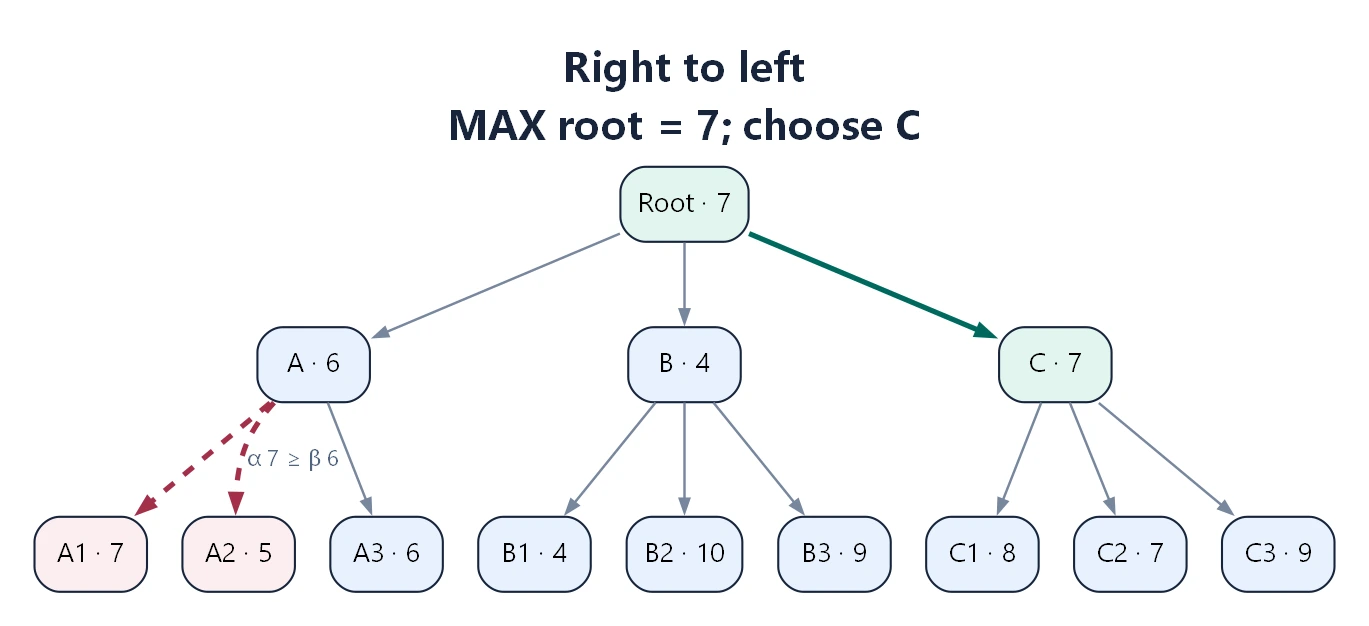 Right to left
MAX root = 7; choose C
Root · 7
A · 6
B · 4
C · 7
α 7 ≥ β 6
A1 · 7
A2 · 5
A3 · 6
B1 · 4
B2 · 10
B3 · 9
C1 · 8
C2 · 7
C3 · 9